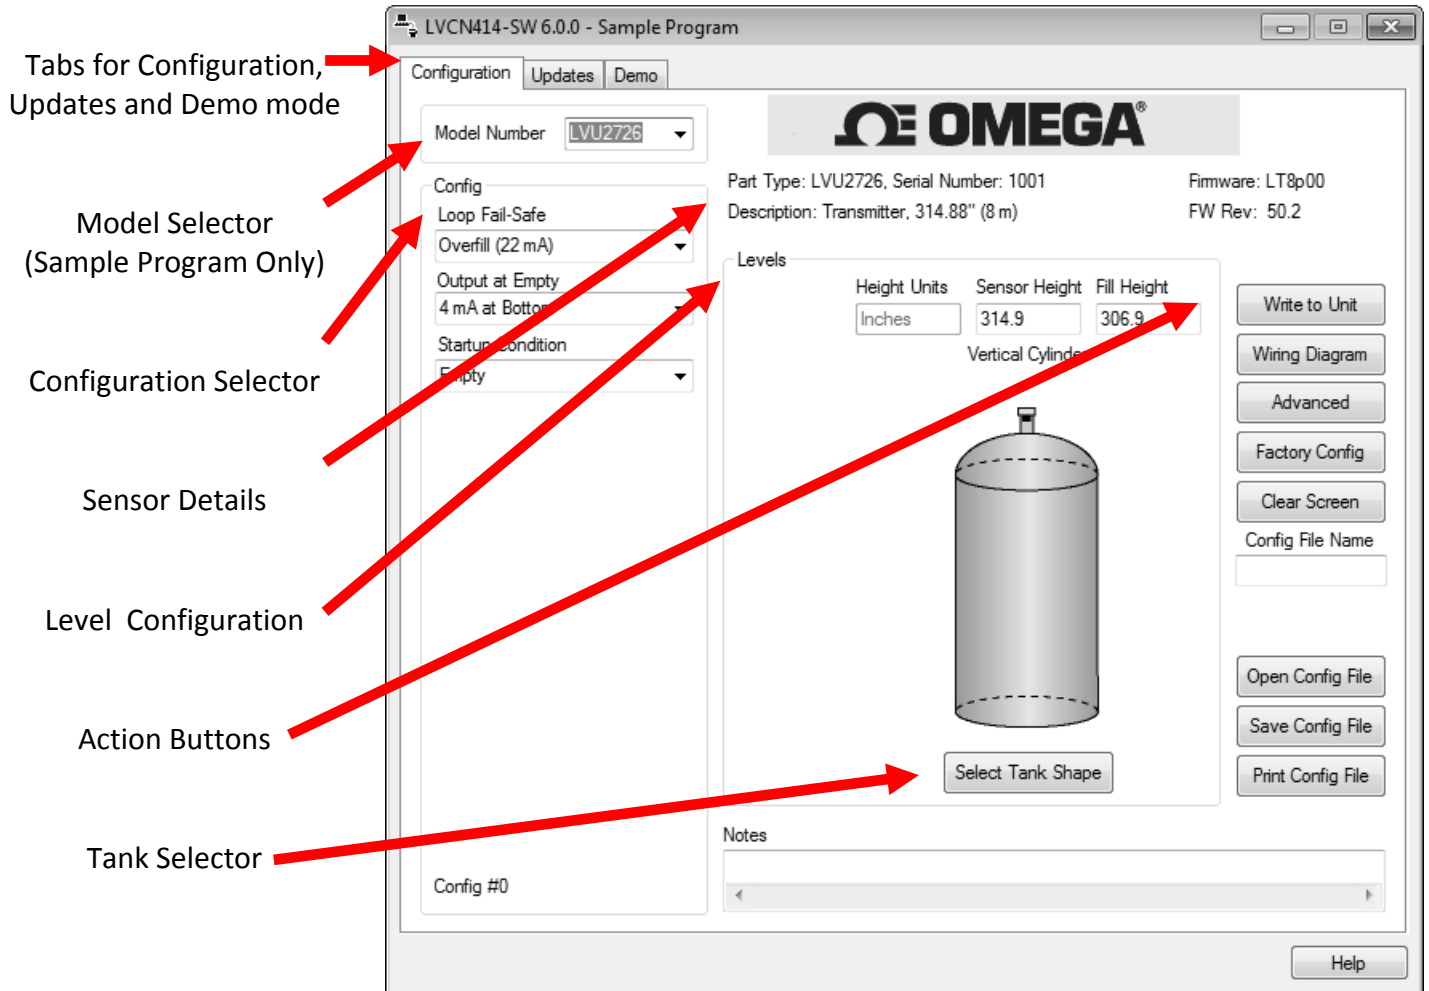 LVCN414-SW 6.0.0 - Sample Program
Tabs for Configuration,
Updates and Demo mode
Configuration Updates Demo
Model Number LVU2726
ΩE OMEGA®
Model Selector
(Sample Program Only)
Config
Loop Fail-Safe
Overfill (22 mA)
Output at Empty
4 mA at Bottom
Startup Condition
Empty
Part Type: LVU2726, Serial Number: 1001
Description: Transmitter, 314.88" (8 m)
Firmware: LT8p00
FW Rev: 50.2
Configuration Selector
Sensor Details
Level Configuration
Action Buttons
Tank Selector
Levels
Height Units Sensor Height Fill Height
Inches 314.9 306.9
Vertical Cylinder
Select Tank Shape
Write to Unit
Wiring Diagram
Advanced
Factory Config
Clear Screen
Config File Name
Open Config File
Save Config File
Print Config File
Notes
Config #0
Help